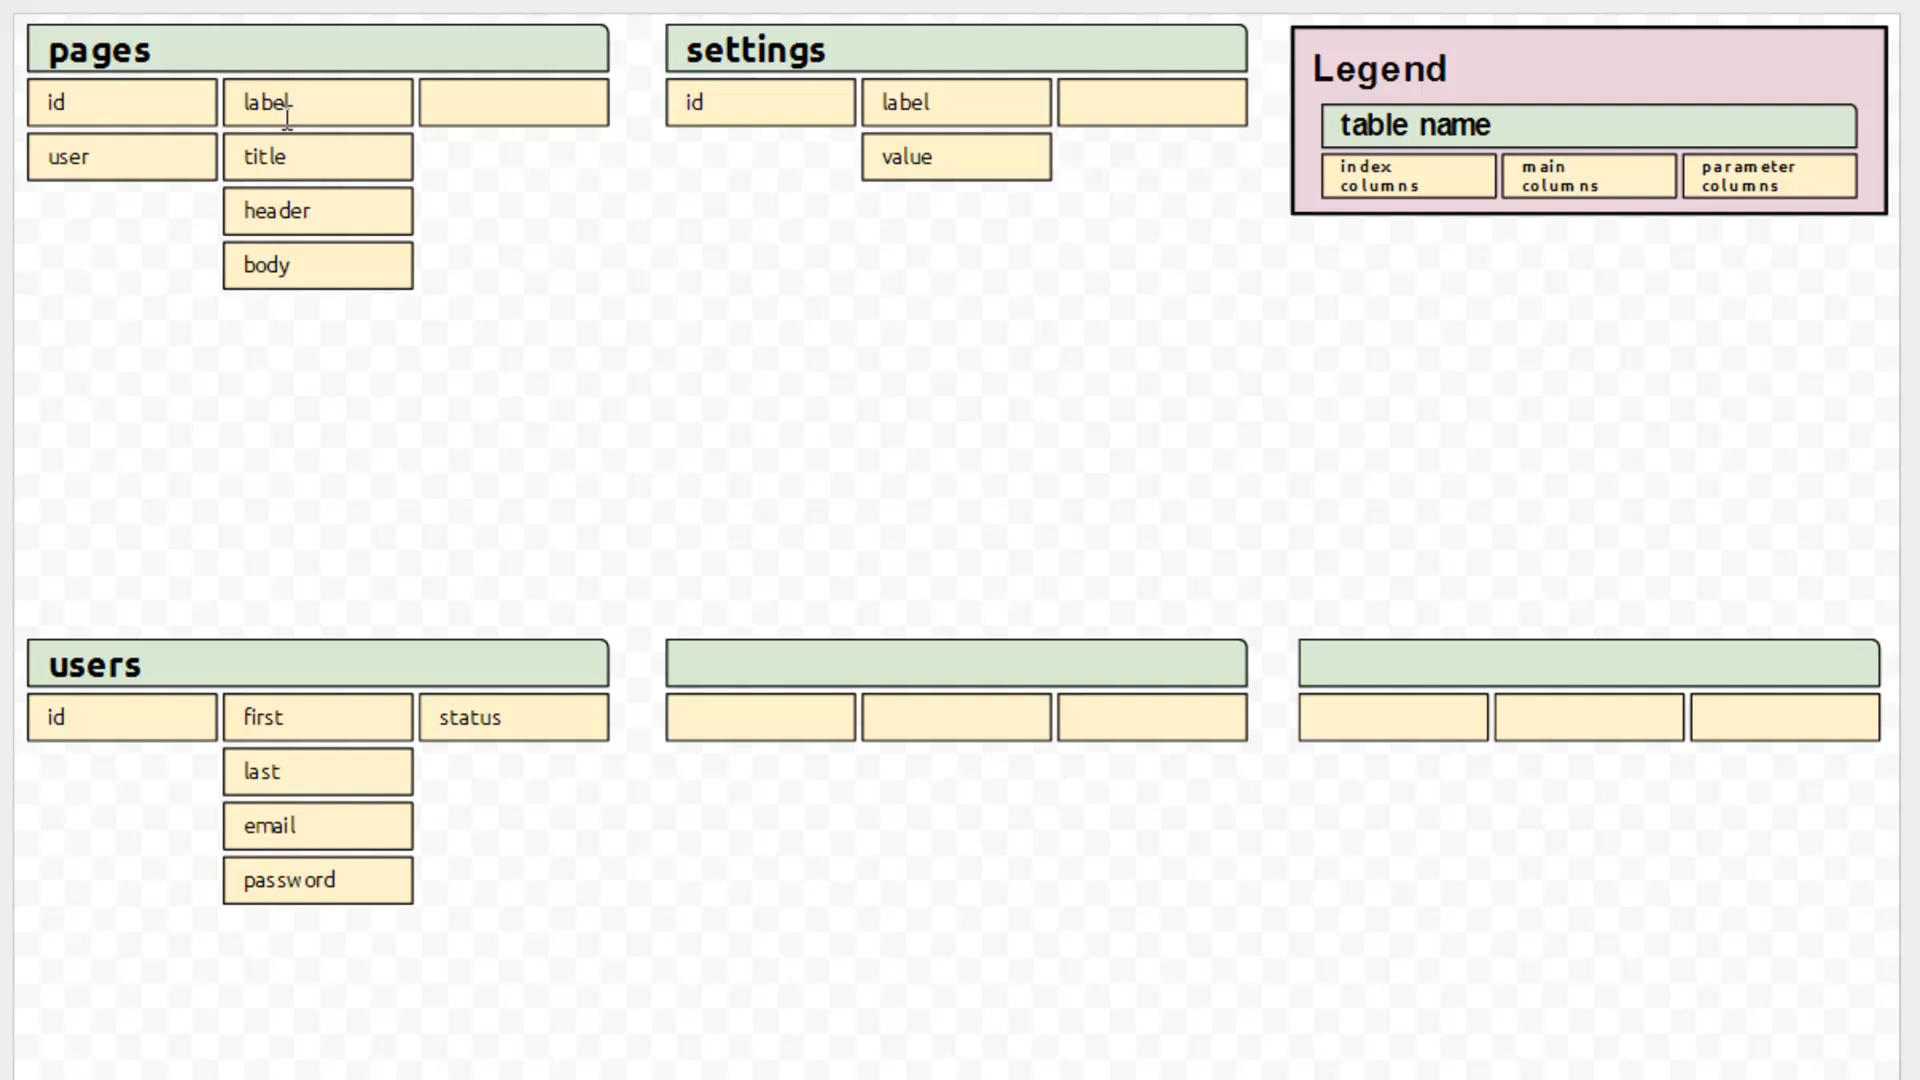 pages
id label
user title
header
body
settings
id label
value
Legend
table name
index columns
main columns
parameter columns
users
id first status
last
email
password